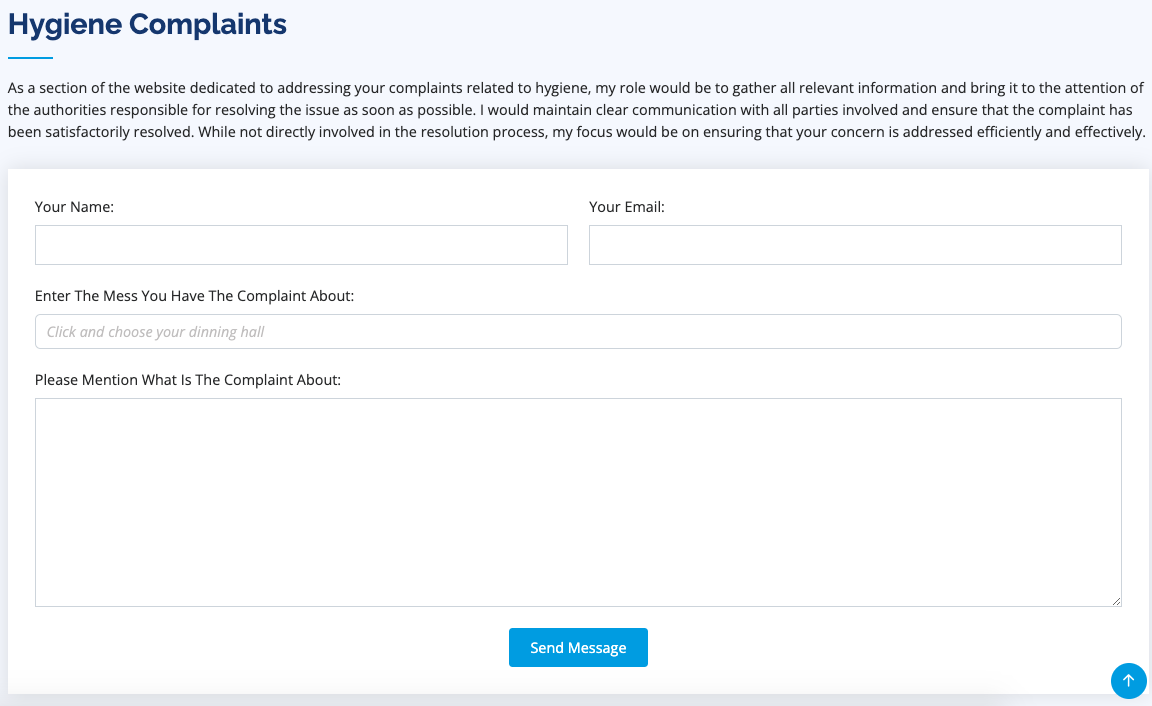 Hygiene Complaints
As a section of the website dedicated to addressing your complaints related to hygiene, my role would be to gather all relevant information and bring it to the attention of
the authorities responsible for resolving the issue as soon as possible. I would maintain clear communication with all parties involved and ensure that the complaint has
been satisfactorily resolved. While not directly involved in the resolution process, my focus would be on ensuring that your concern is addressed efficiently and effectively.
Your Name:
Your Email:
Enter The Mess You Have The Complaint About:
Click and choose your dinning hall
Please Mention What Is The Complaint About:
Send Message